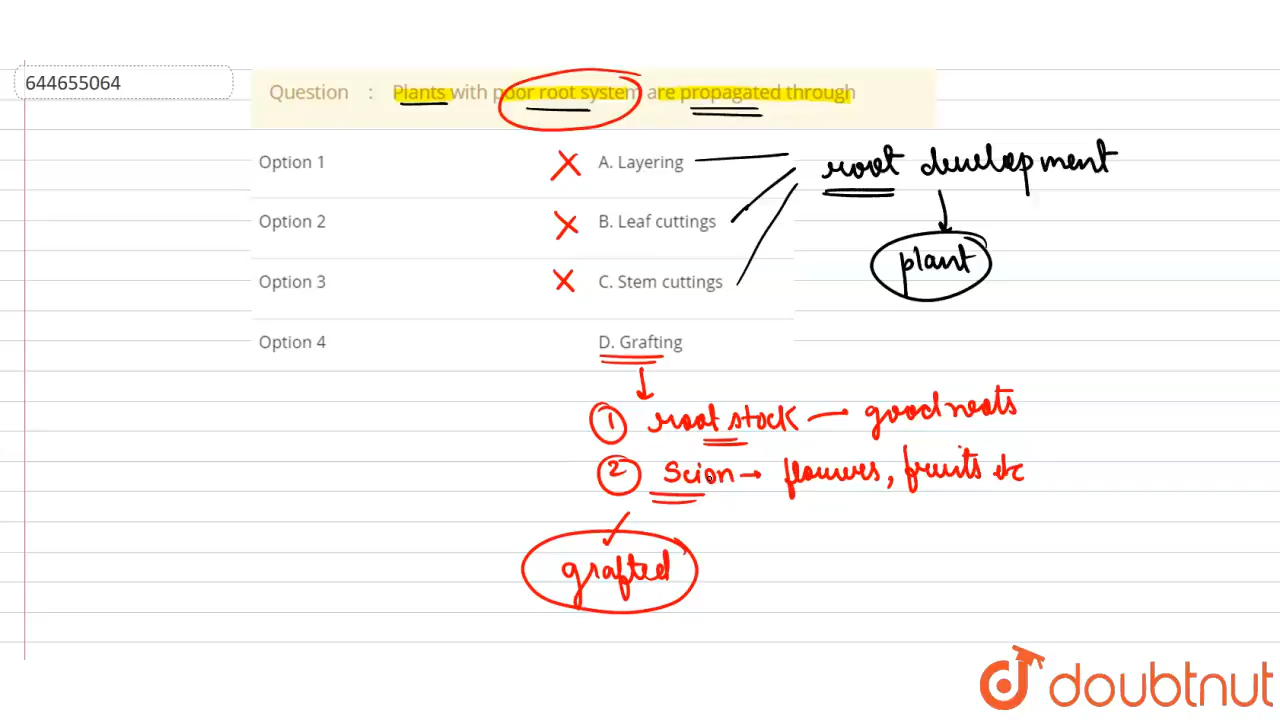 644655064
Question : Plants with poor root system are propagated through
Option 1 A. Layering
root development
Option 2 B. Leaf cuttings
plant
Option 3 C. Stem cuttings
Option 4 D. Grafting
1 root stock → good roots
2 Scion → flowers, fruits etc
grafted
doubtnut